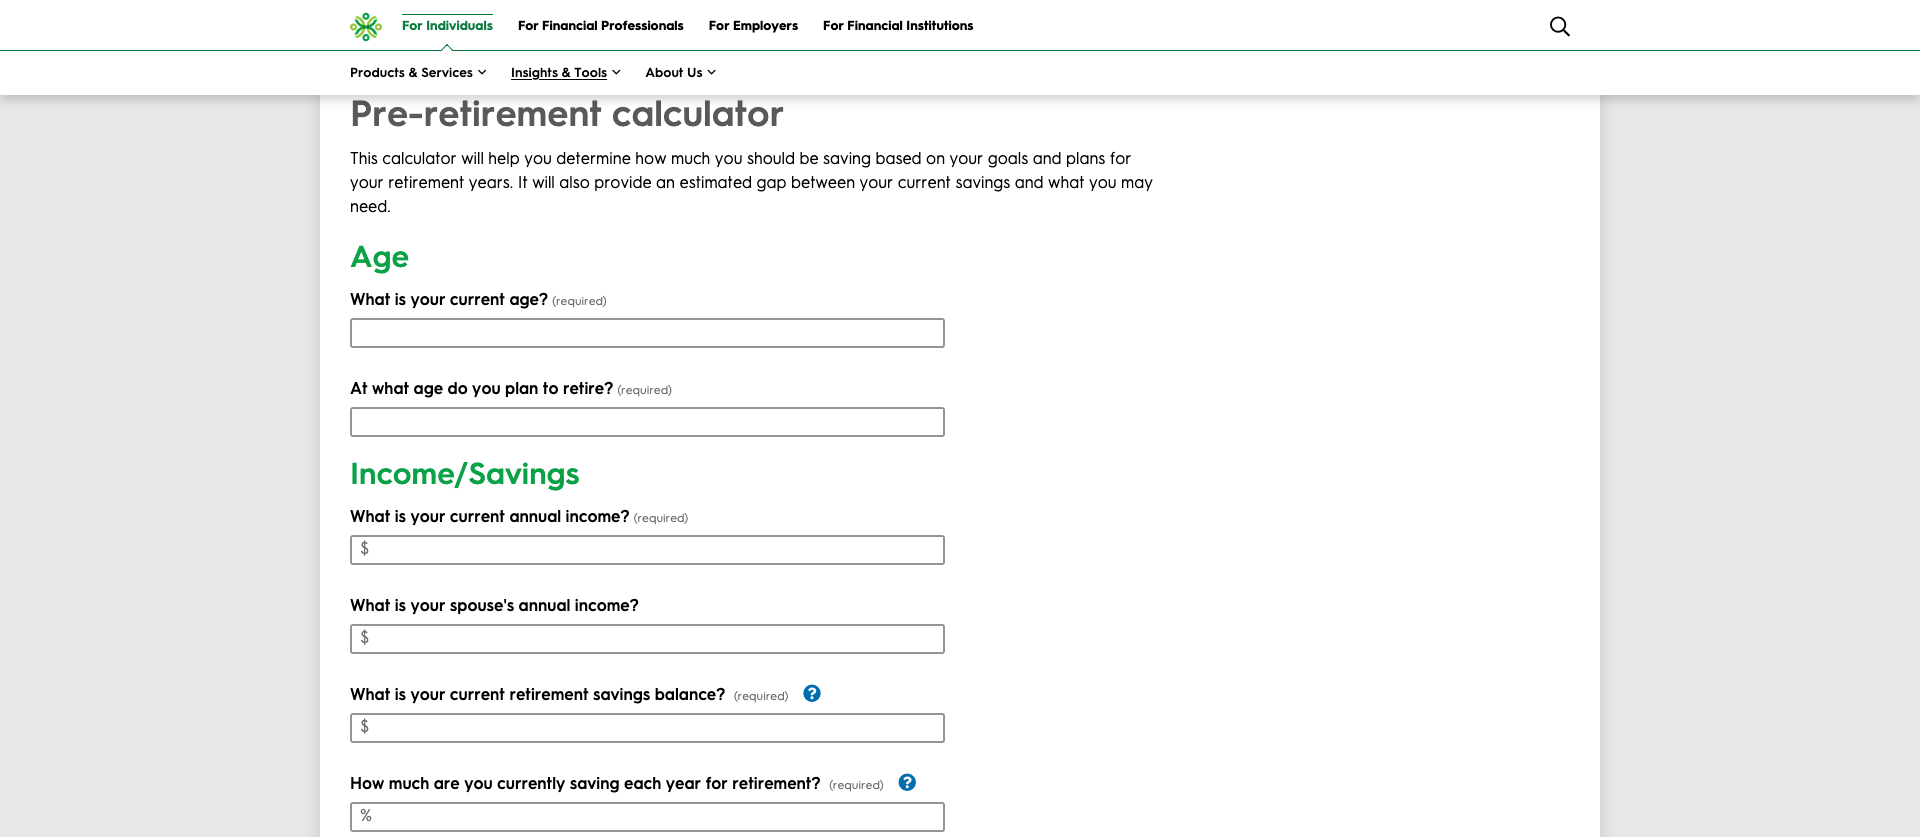 For Individuals For Financial Professionals For Employers For Financial Institutions
Products & Services Insights & Tools About Us
Pre-retirement calculator
This calculator will help you determine how much you should be saving based on your goals and plans for
your retirement years. It will also provide an estimated gap between your current savings and what you may
need.
Age
What is your current age? (required)
At what age do you plan to retire? (required)
Income/Savings
What is your current annual income? (required)
$
What is your spouse's annual income?
$
What is your current retirement savings balance? (required) ?
$
How much are you currently saving each year for retirement? (required) ?
%